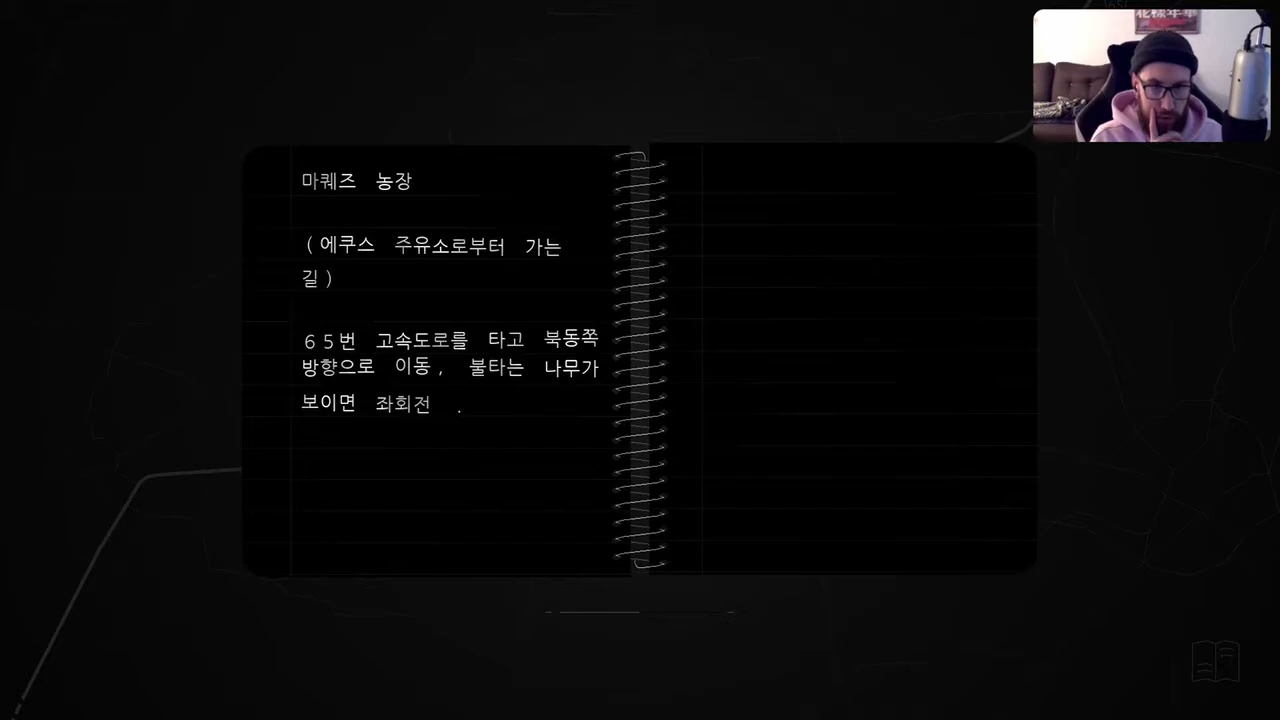 마퀘즈 농장
(에쿠스 주유소로부터 가는
길)
65번 고속도로를 타고 북동쪽
방향으로 이동, 불타는 나무가
보이면 좌회전 .